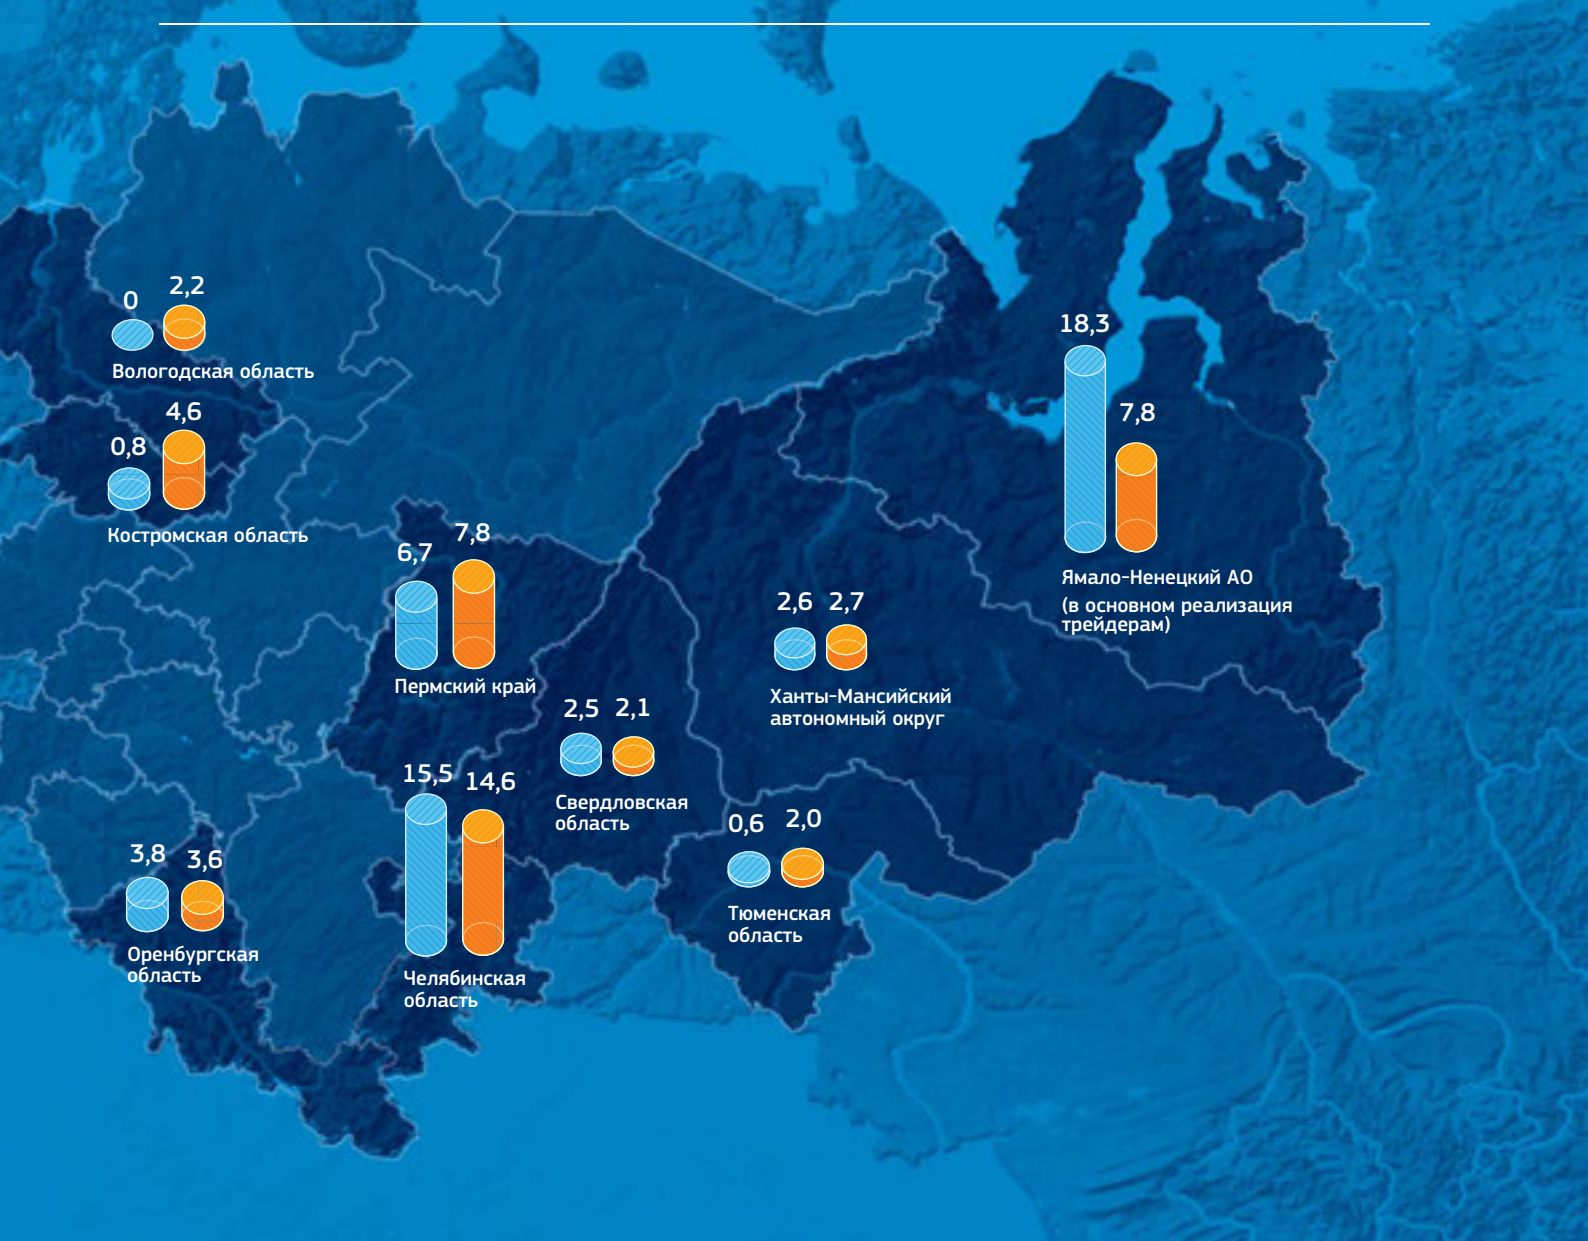 0 2,2
Вологодская область
0,8 4,6
Костромская область
18,3 7,8
Ямало-Ненецкий АО
(в основном реализация
трейдерам)
6,7 7,8
Пермский край
2,6 2,7
Ханты-Мансийский
автономный округ
2,5 2,1
Свердловская
область
15,5 14,6
Челябинская
область
0,6 2,0
Тюменская
область
3,8 3,6
Оренбургская
область